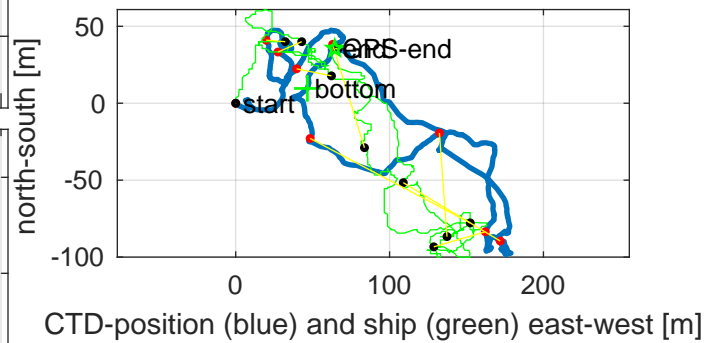 50
0
-50
-100
north-south [m]
start
bottom
end
GPS-end
0
100
200
CTD-position (blue) and ship (green) east-west [m]